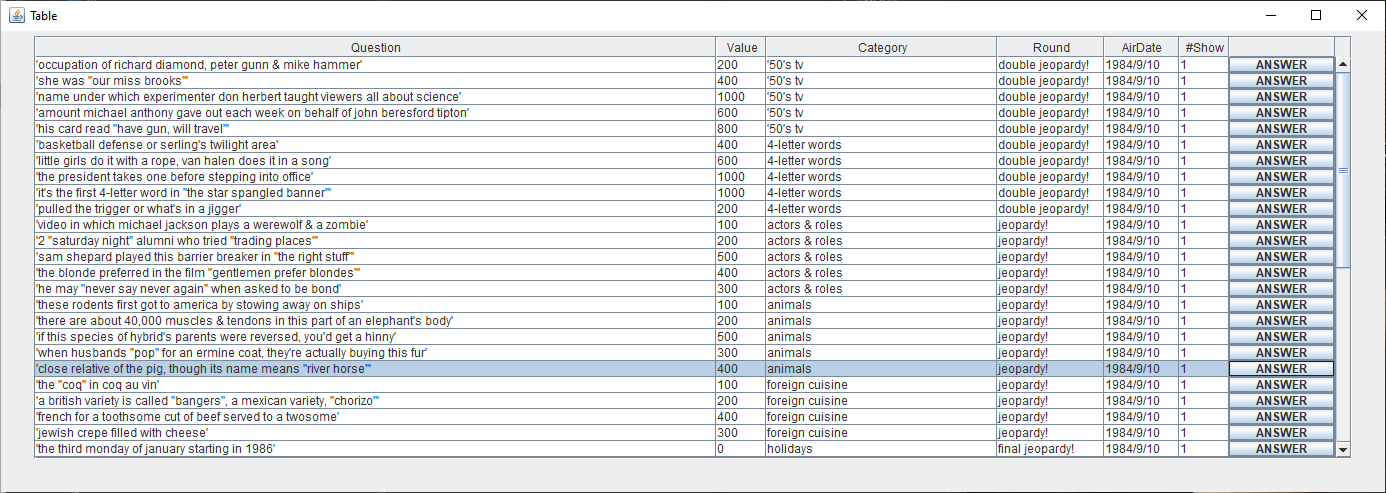 Table
Question Value Category Round AirDate #Show
'occupation of richard diamond, peter gunn & mike hammer' 200 '50's tv double jeopardy! 1984/9/10 1 ANSWER
'she was "our miss brooks"' 400 '50's tv double jeopardy! 1984/9/10 1 ANSWER
'name under which experimenter don herbert taught viewers all about science' 1000 '50's tv double jeopardy! 1984/9/10 1 ANSWER
'amount michael anthony gave out each week on behalf of john beresford tipton' 600 '50's tv double jeopardy! 1984/9/10 1 ANSWER
'his card read "have gun, will travel"' 800 '50's tv double jeopardy! 1984/9/10 1 ANSWER
'basketball defense or serling's twilight area' 400 4-letter words double jeopardy! 1984/9/10 1 ANSWER
'little girls do it with a rope, van halen does it in a song' 600 4-letter words double jeopardy! 1984/9/10 1 ANSWER
'the president takes one before stepping into office' 1000 4-letter words double jeopardy! 1984/9/10 1 ANSWER
'it's the first 4-letter word in "the star spangled banner"' 1000 4-letter words double jeopardy! 1984/9/10 1 ANSWER
'pulled the trigger or what's in a jigger' 200 4-letter words double jeopardy! 1984/9/10 1 ANSWER
'video in which michael jackson plays a werewolf & a zombie' 100 actors & roles jeopardy! 1984/9/10 1 ANSWER
'2 "saturday night" alumni who tried "trading places"' 200 actors & roles jeopardy! 1984/9/10 1 ANSWER
'sam shepard played this barrier breaker in "the right stuff"' 500 actors & roles jeopardy! 1984/9/10 1 ANSWER
'the blonde preferred in the film "gentlemen prefer blondes"' 400 actors & roles jeopardy! 1984/9/10 1 ANSWER
'he may "never say never again" when asked to be bond' 300 actors & roles jeopardy! 1984/9/10 1 ANSWER
'these rodents first got to america by stowing away on ships' 100 animals jeopardy! 1984/9/10 1 ANSWER
'there are about 40,000 muscles & tendons in this part of an elephant's body' 200 animals jeopardy! 1984/9/10 1 ANSWER
'if this species of hybrid's parents were reversed, you'd get a hinny' 500 animals jeopardy! 1984/9/10 1 ANSWER
'when husbands "pop" for an ermine coat, they're actually buying this fur' 300 animals jeopardy! 1984/9/10 1 ANSWER
'close relative of the pig, though its name means "river horse"' 400 animals jeopardy! 1984/9/10 1 ANSWER
'the "coq" in coq au vin' 100 foreign cuisine jeopardy! 1984/9/10 1 ANSWER
'a british variety is called "bangers", a mexican variety, "chorizo"' 200 foreign cuisine jeopardy! 1984/9/10 1 ANSWER
'french for a toothsome cut of beef served to a twosome' 400 foreign cuisine jeopardy! 1984/9/10 1 ANSWER
'jewish crepe filled with cheese' 300 foreign cuisine jeopardy! 1984/9/10 1 ANSWER
'the third monday of january starting in 1986' 0 holidays final jeopardy! 1984/9/10 1 ANSWER